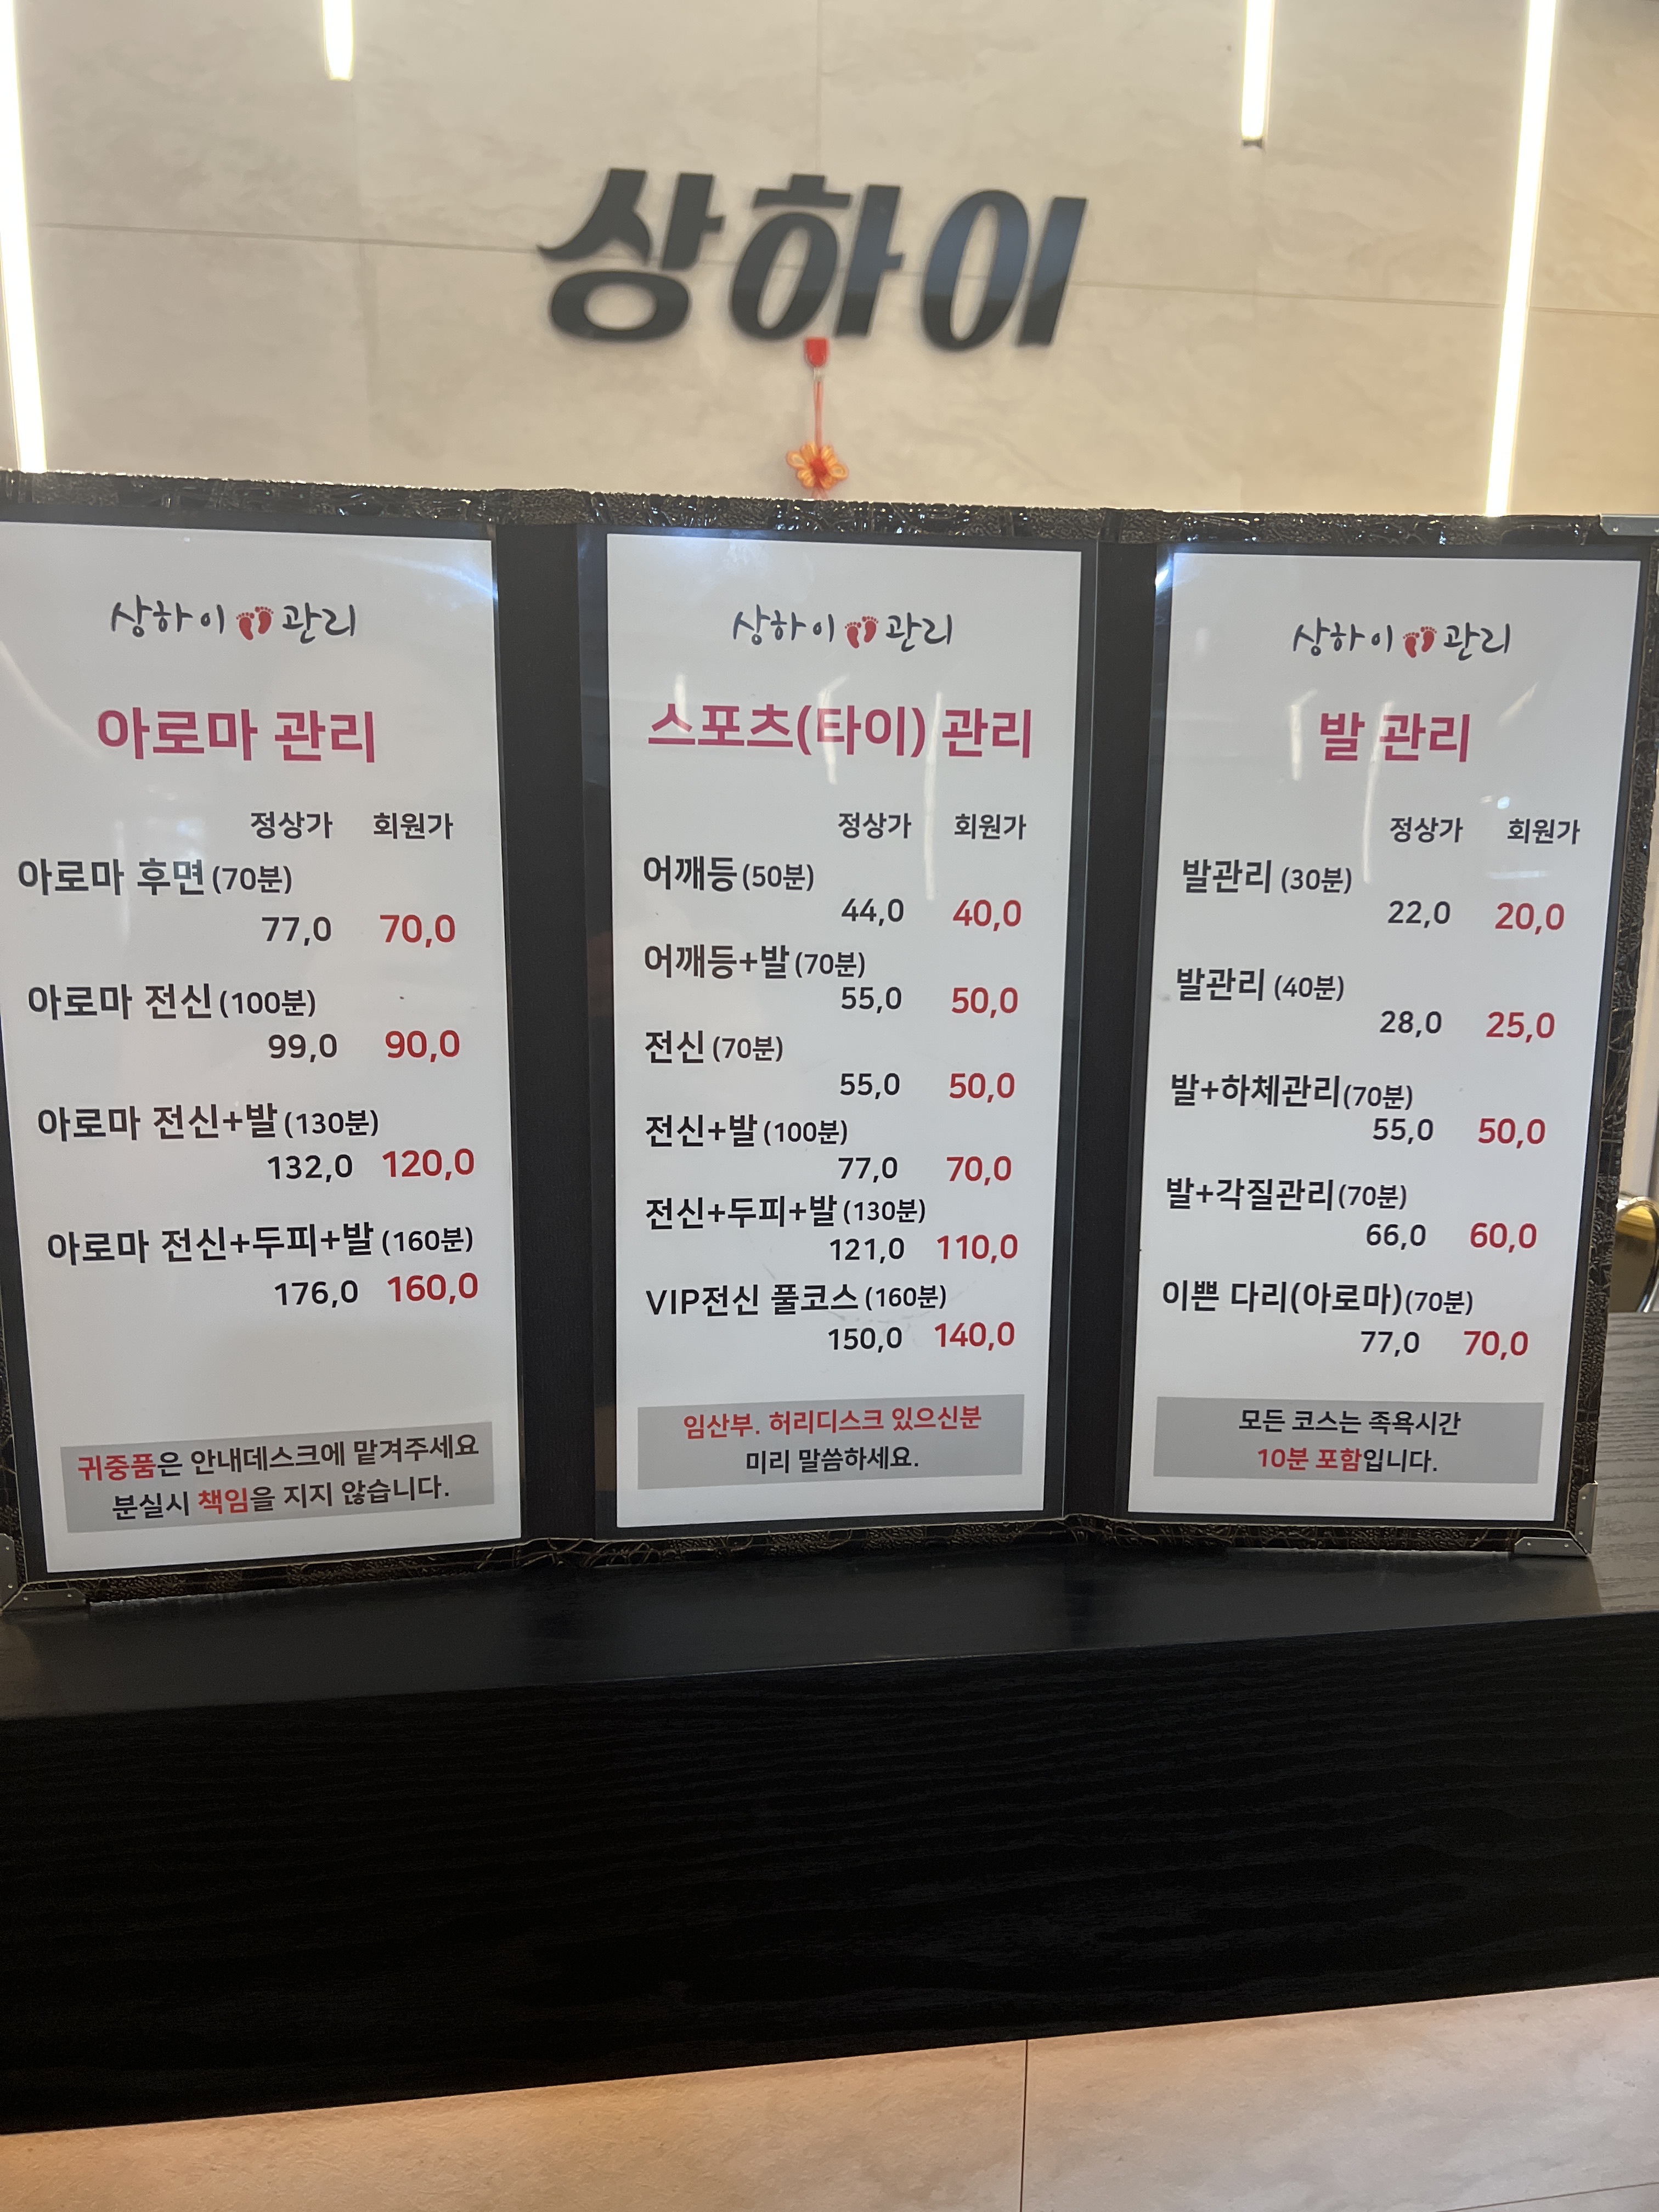 상하이
상하이 관리
아로마 관리
정상가 회원가
아로마 후면(70분)
77,0 70,0
아로마 전신(100분)
99,0 90,0
아로마 전신+발(130분)
132,0 120,0
아로마 전신+두피+발(160분)
176,0 160,0
귀중품은 안내데스크에 맡겨주세요
분실시 책임을 지지 않습니다.
상하이 관리
스포츠(타이) 관리
정상가 회원가
어깨등(50분)
44,0 40,0
어깨등+발(70분)
55,0 50,0
전신(70분)
55,0 50,0
전신+발(100분)
77,0 70,0
전신+두피+발(130분)
121,0 110,0
VIP전신 풀코스(160분)
150,0 140,0
임산부. 허리디스크 있으신분
미리 말씀하세요.
상하이 관리
발 관리
정상가 회원가
발관리 (30분)
22,0 20,0
발관리 (40분)
28,0 25,0
발+하체관리(70분)
55,0 50,0
발+각질관리(70분)
66,0 60,0
이쁜 다리(아로마)(70분)
77,0 70,0
모든 코스는 족욕시간
10분 포함입니다.